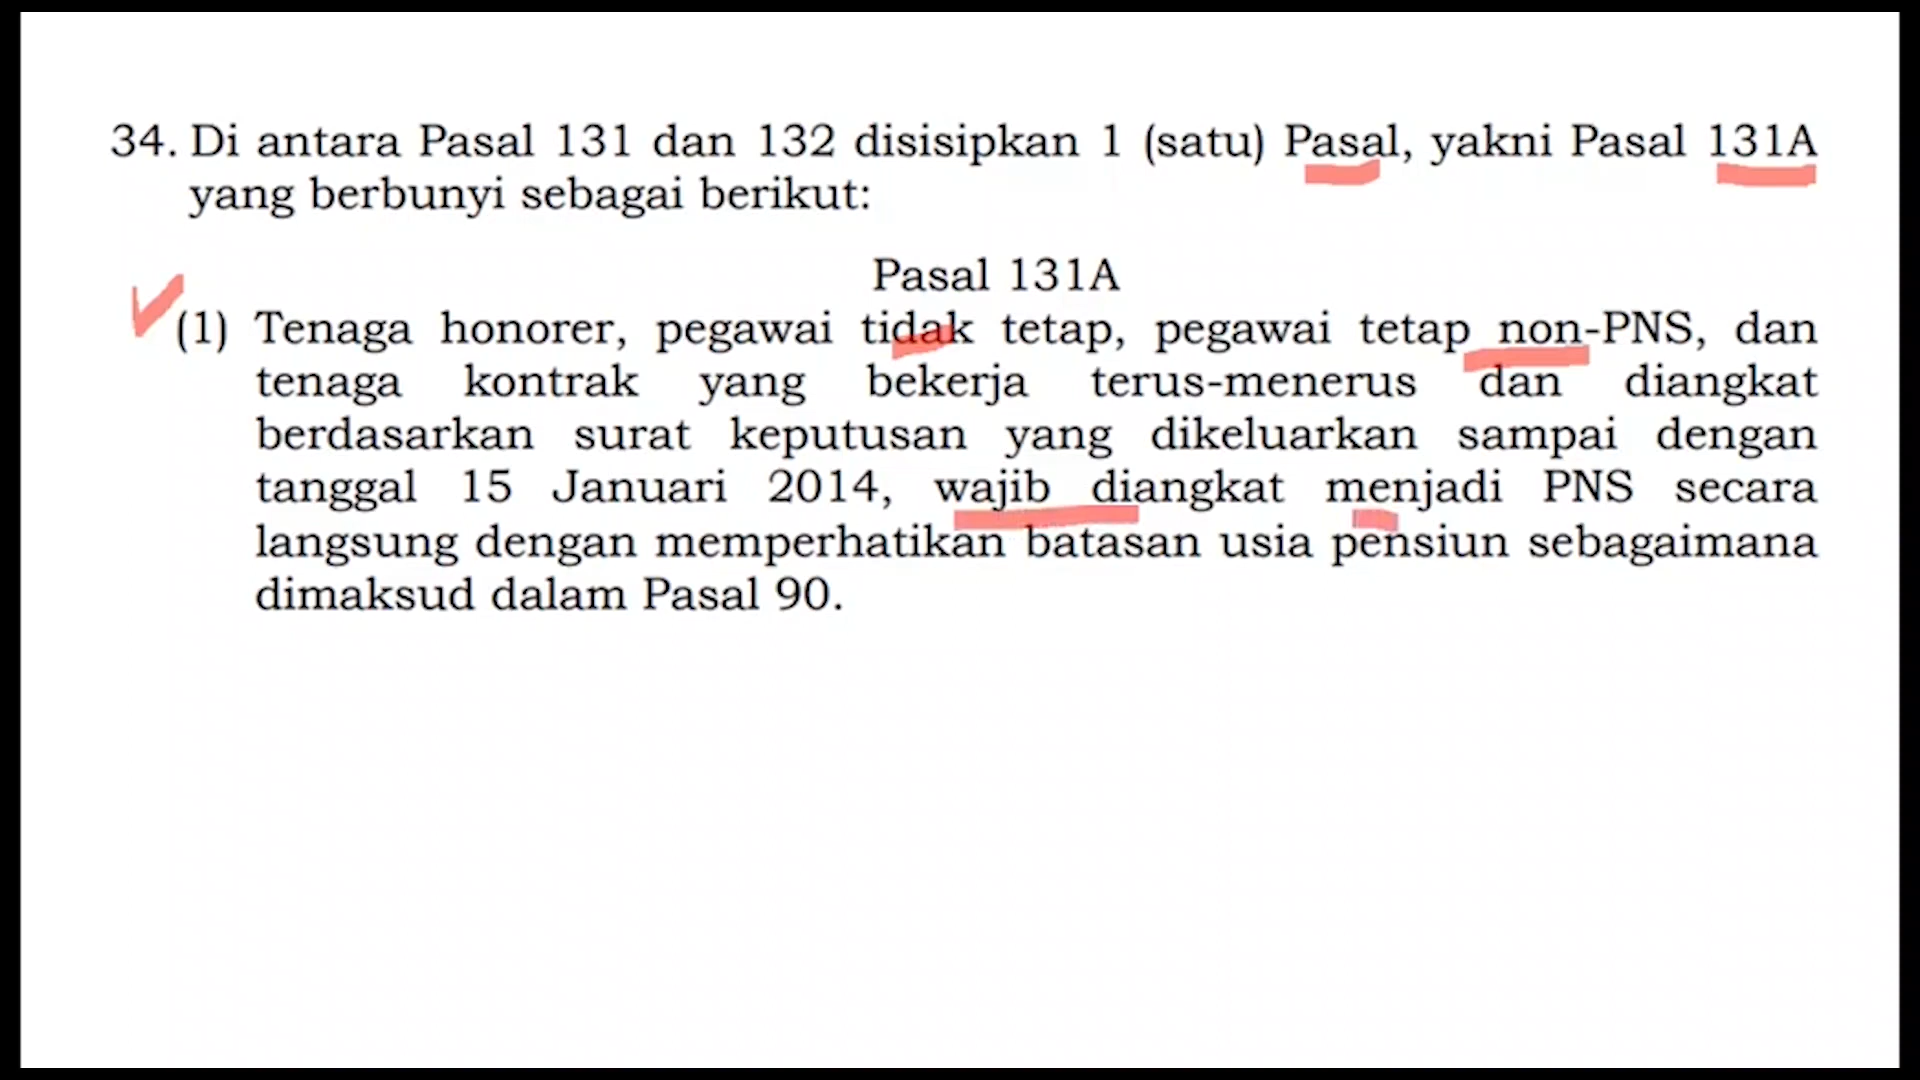 34. Di antara Pasal 131 dan 132 disisipkan 1 (satu) Pasal, yakni Pasal 131A
yang berbunyi sebagai berikut:
Pasal 131A
(1) Tenaga honorer, pegawai tidak tetap, pegawai tetap non-PNS, dan
tenaga kontrak yang bekerja terus-menerus dan diangkat
berdasarkan surat keputusan yang dikeluarkan sampai dengan
tanggal 15 Januari 2014, wajib diangkat menjadi PNS secara
langsung dengan memperhatikan batasan usia pensiun sebagaimana
dimaksud dalam Pasal 90.